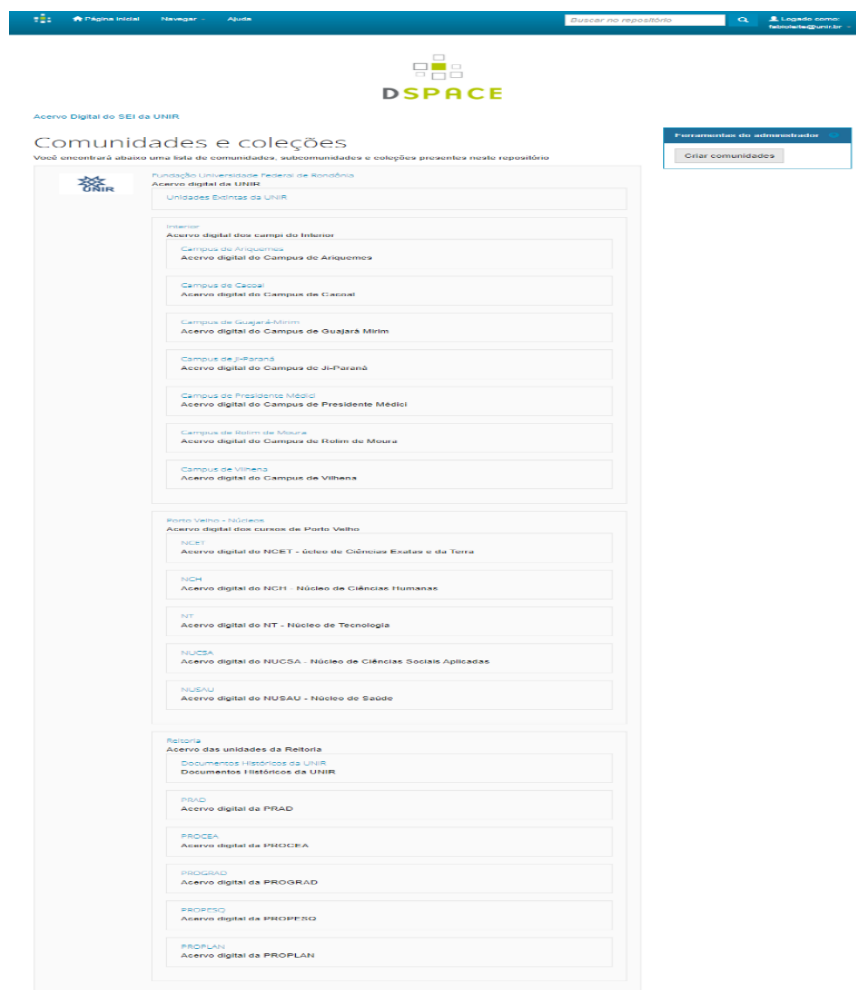 Página inicial
Navegar
Ajuda
Buscar no repositório
Logado como:
DSPACE
Acervo Digital do SEI da UNIR
Comunidades e coleções
Você encontrará abaixo uma lista de comunidades, subcomunidades e coleções presentes neste repositório
Ferramentas do administrador
Criar comunidades
UNIR
Fundação Universidade Federal de Rondônia
Acervo digital da UNIR
Unidades Extintas da UNIR
Interior
Acervo digital dos campi do Interior
Campus de Ariquemes
Acervo digital do Campus de Ariquemes
Campus de Cacoal
Acervo digital do Campus de Cacoal
Campus de Guajará-Mirim
Acervo digital do Campus de Guajará Mirim
Campus de Ji-Paraná
Acervo digital do Campus de Ji-Paraná
Campus de Presidente Médici
Acervo digital do Campus de Presidente Médici
Campus de Rolim de Moura
Acervo digital do Campus de Rolim de Moura
Campus de Vilhena
Acervo digital do Campus de Vilhena
Porto Velho - Núcleos
Acervo digital dos cursos de Porto Velho
NCET
Acervo digital do NCET - úcleo de Ciências Exatas e da Terra
NCH
Acervo digital do NCH - Núcleo de Ciências Humanas
NT
Acervo digital do NT - Núcleo de Tecnologia
NUCSA
Acervo digital do NUCSA - Núcleo de Ciências Sociais Aplicadas
NUSAU
Acervo digital do NUSAU - Núcleo de Saúde
Reitoria
Acervo das unidades da Reitoria
Documentos Históricos da UNIR
Documentos Históricos da UNIR
PRAD
Acervo digital da PRAD
PROCEA
Acervo digital da PROCEA
PROGRAD
Acervo digital da PROGRAD
PROPESQ
Acervo digital da PROPESQ
PROPLAN
Acervo digital da PROPLAN